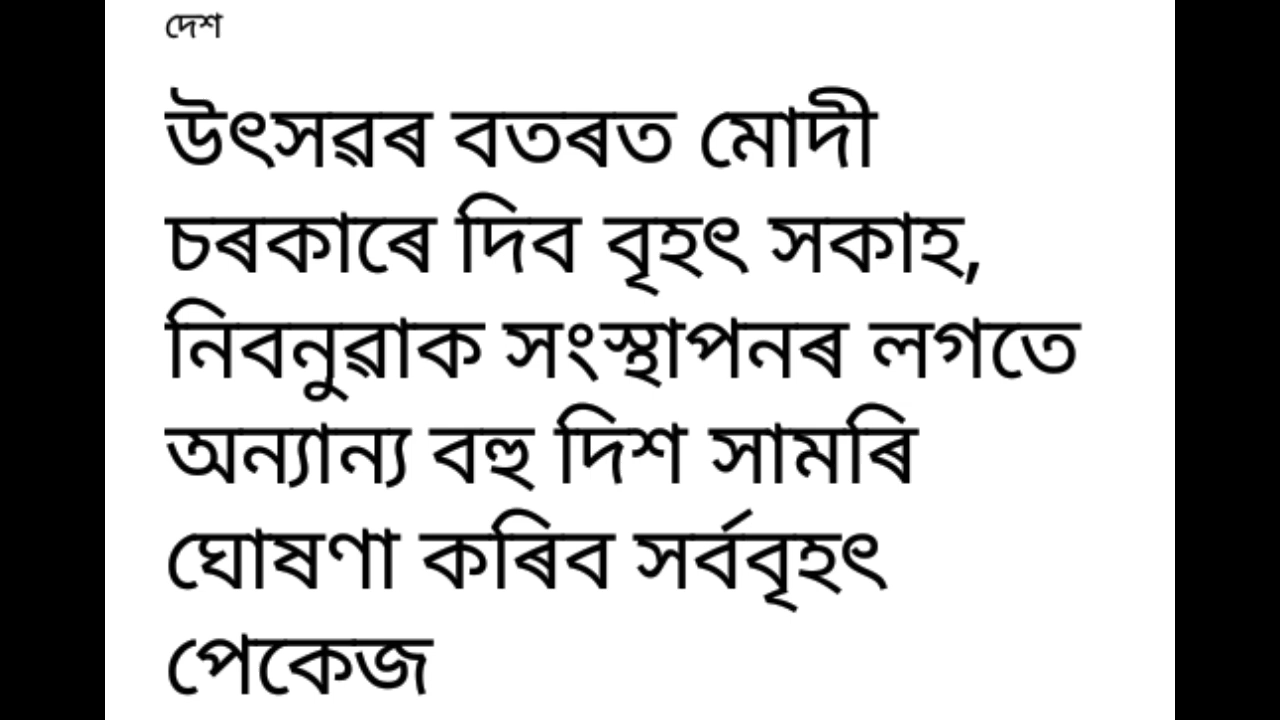 দেশ
উৎসৱৰ বতৰত মোদী
চৰকাৰে দিব বৃহৎ সকাহ,
নিবনুৱাক সংস্থাপনৰ লগতে
অন্যান্য বহু দিশ সামৰি
ঘোষণা কৰিব সৰ্ববৃহৎ
পেকেজ